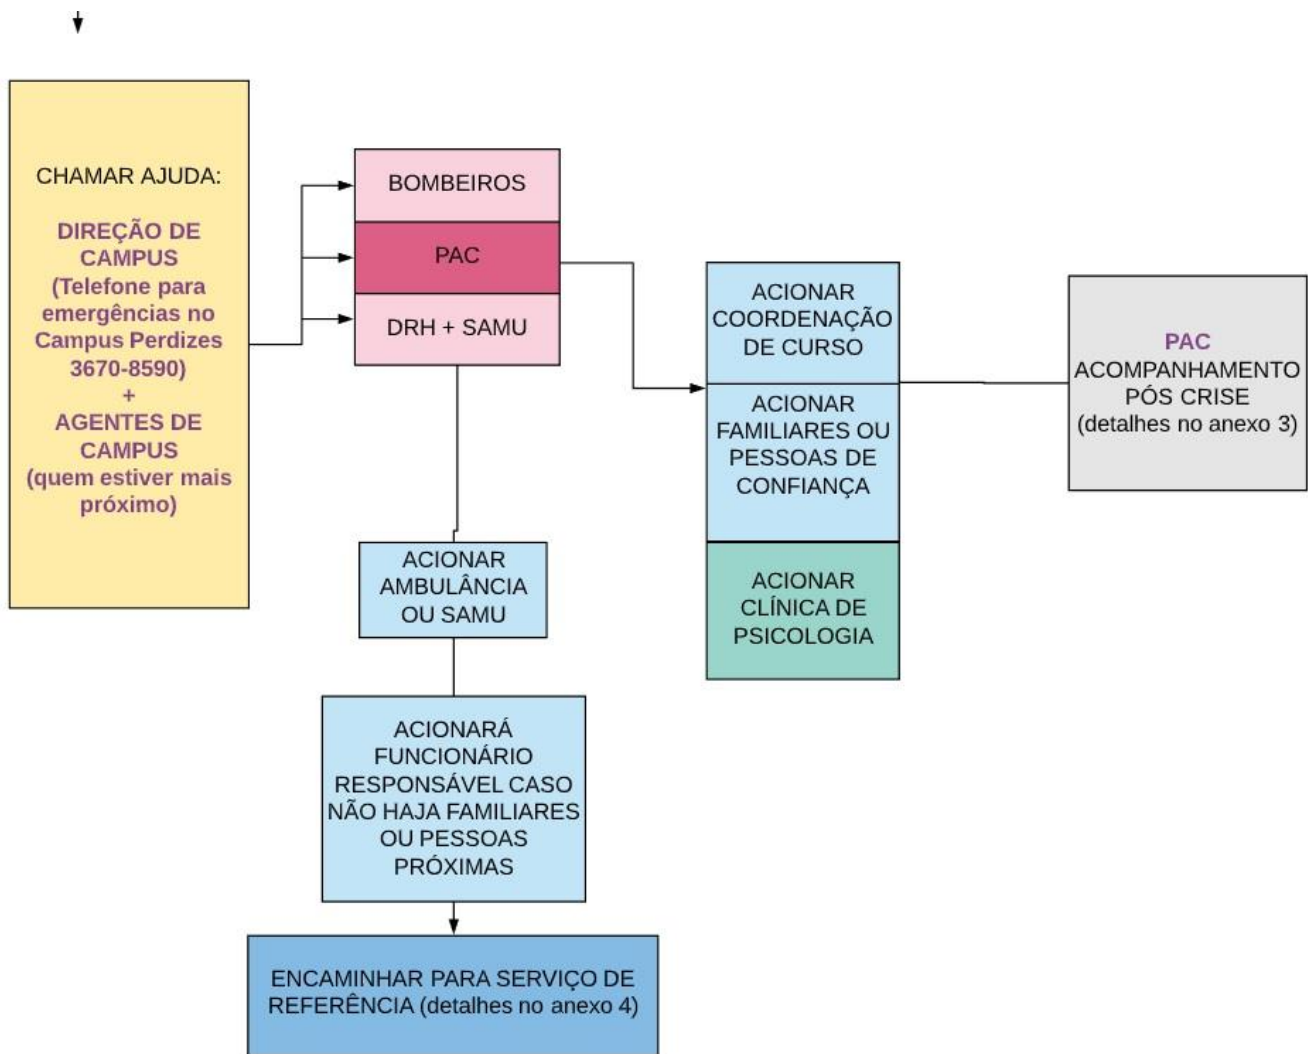 CHAMAR AJUDA:
DIREÇÃO DE
CAMPUS
(Telefone para
emergências no
Campus Perdizes
3670-8590)
+
AGENTES DE
CAMPUS
(quem estiver mais
próximo)
BOMBEIROS
PAC
DRH + SAMU
ACIONAR
COORDENAÇÃO
DE CURSO
ACIONAR
FAMILIARES OU
PESSOAS DE
CONFIANÇA
ACIONAR
CLÍNICA DE
PSICOLOGIA
PAC
ACOMPANHAMENTO
PÓS CRISE
(detalhes no anexo 3)
ACIONAR
AMBULÂNCIA
OU SAMU
ACIONARÁ
FUNCIONÁRIO
RESPONSÁVEL CASO
NÃO HAJA FAMILIARES
OU PESSOAS
PRÓXIMAS
ENCAMINHAR PARA SERVIÇO DE
REFERÊNCIA (detalhes no anexo 4)